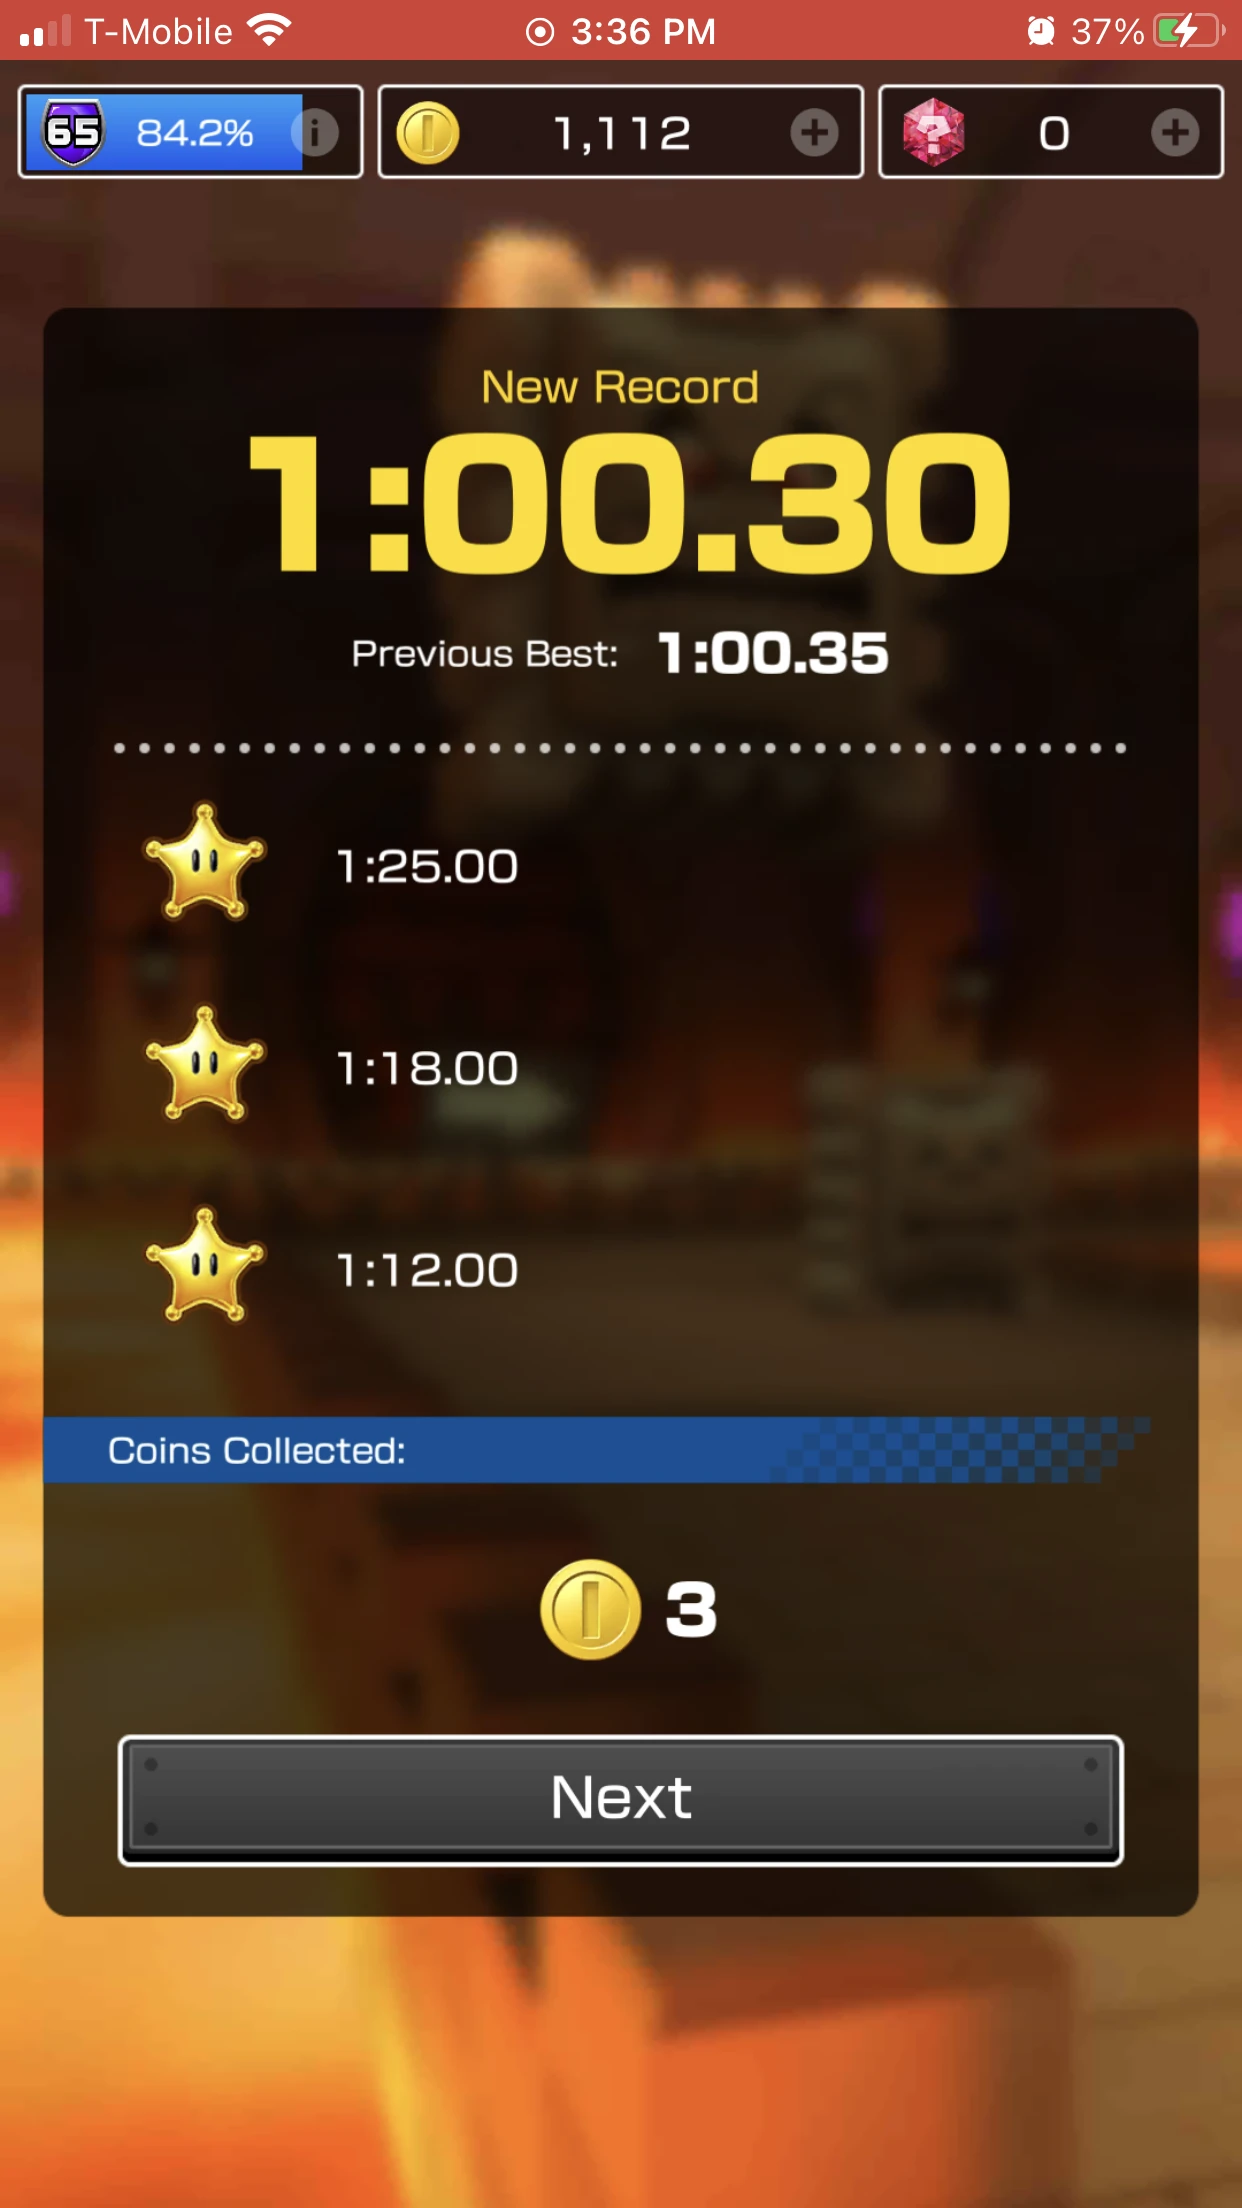 T-Mobile 3:36 PM 37%
65 84.2% i 1,112 + ? 0 +
New Record
1:00.30
Previous Best: 1:00.35
1:25.00
1:18.00
1:12.00
Coins Collected:
3
Next